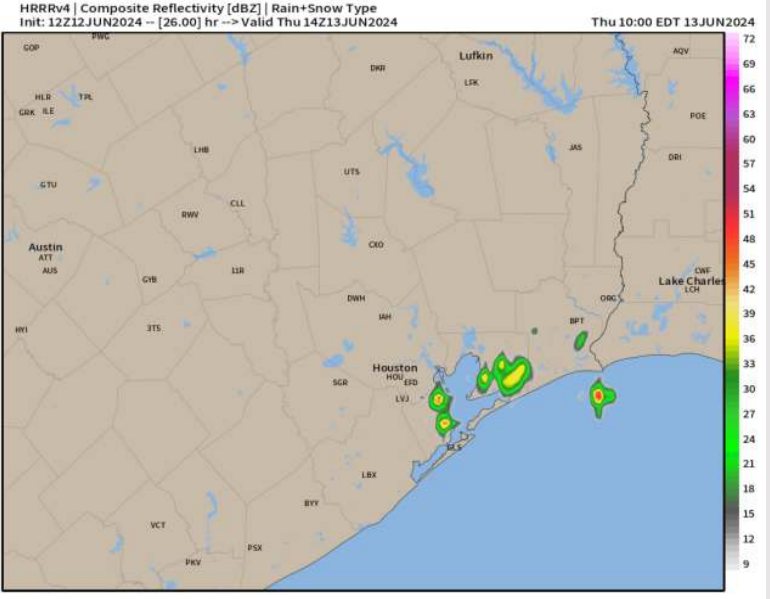 HRRRv4 | Composite Reflectivity [dBZ] | Rain+Snow Type
Init: 12Z12JUN2024 -- [26.00] hr --> Valid Thu 14Z13JUN2024
Thu 10:00 EDT 13JUN2024
PWG
GOP
DKR
Lufkin
LFK
AQV
HLR
TPL
GRK
ILE
POE
LHB
JAS
DRI
UTS
GTU
CLL
RWV
Austin
ATT
CXO
AUS
11R
GYB
CWF
Lake Charles
LCH
DWH
ORG
IAH
BPT
HYI
3T5
Houston
HOU
EFD
SGR
LVJ
GLS
LBX
BYY
VCT
PSX
PKV
72
69
66
63
60
57
54
51
48
45
42
39
36
33
30
27
24
21
18
15
12
9